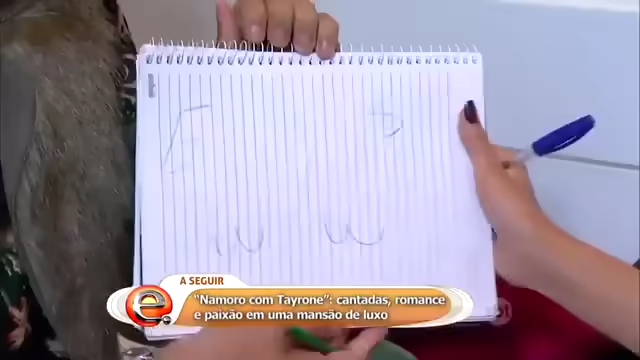 A SEGUIR
"Namoro com Tayrone": cantadas, romance
e paixão em uma mansão de luxo
e.